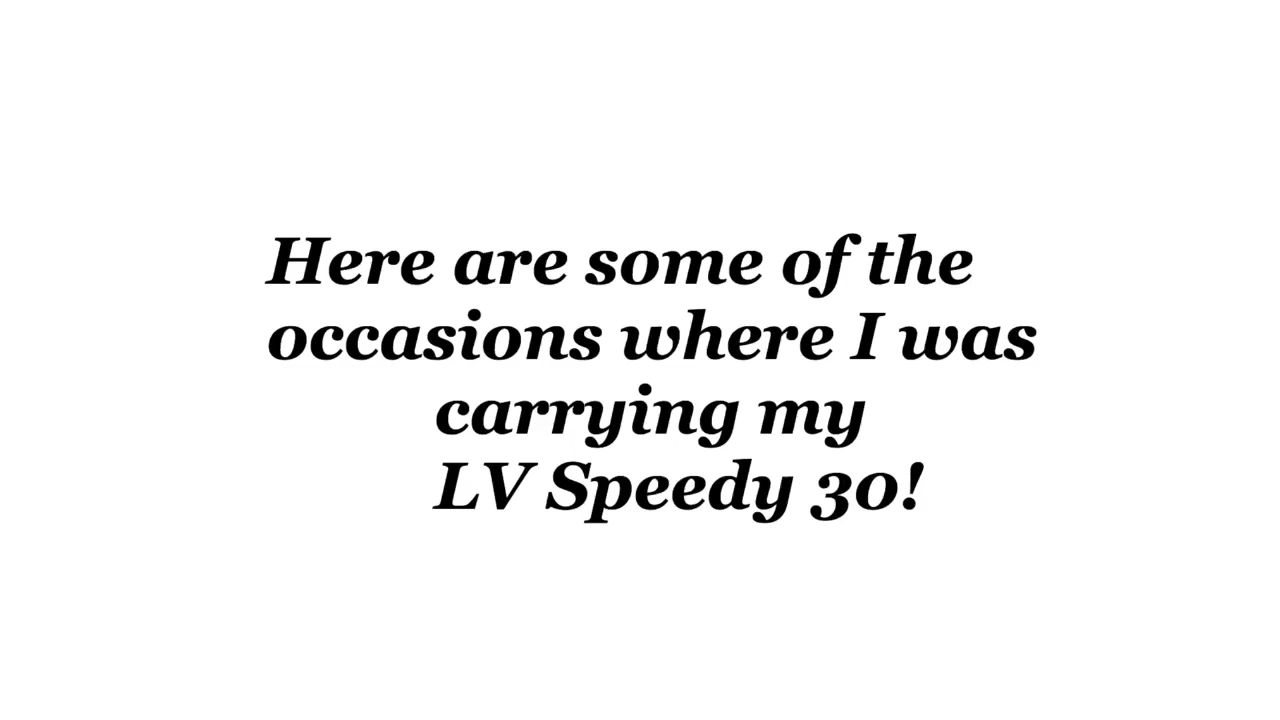 Here are some of the
occasions where I was
carrying my
LV Speedy 30!